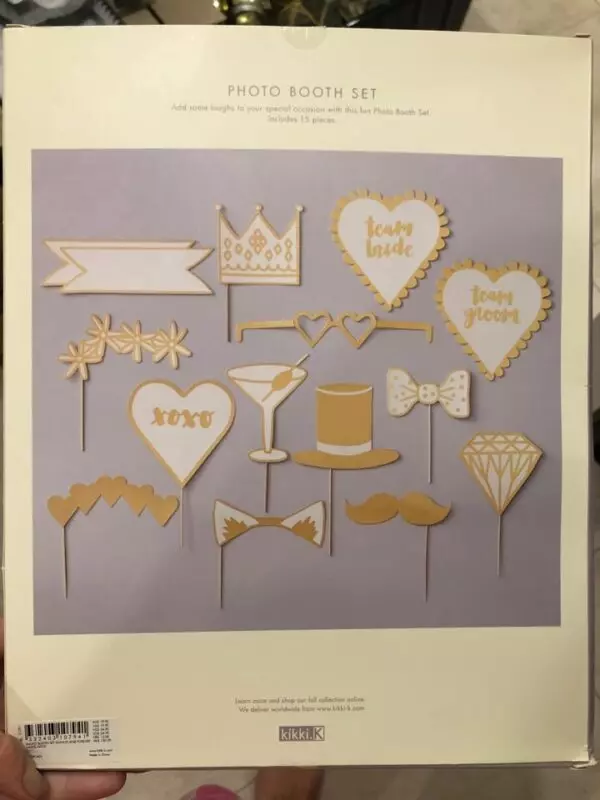 PHOTO BOOTH SET
Add some laughs to your special occasion with this fun Photo Booth Set.
Includes 15 pieces.
team
bride
team
groom
xoxo
Learn more and shop our full collection online.
We deliver worldwide from www.kikki-k.com
kikki.K